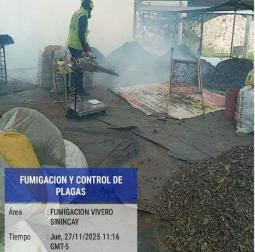 FUMIGACION Y CONTROL DE
PLAGAS
Área : FUMIGACION VIVERO
SININCAY
Tiempo : Jue, 27/11/2025 11:16
GMT-5